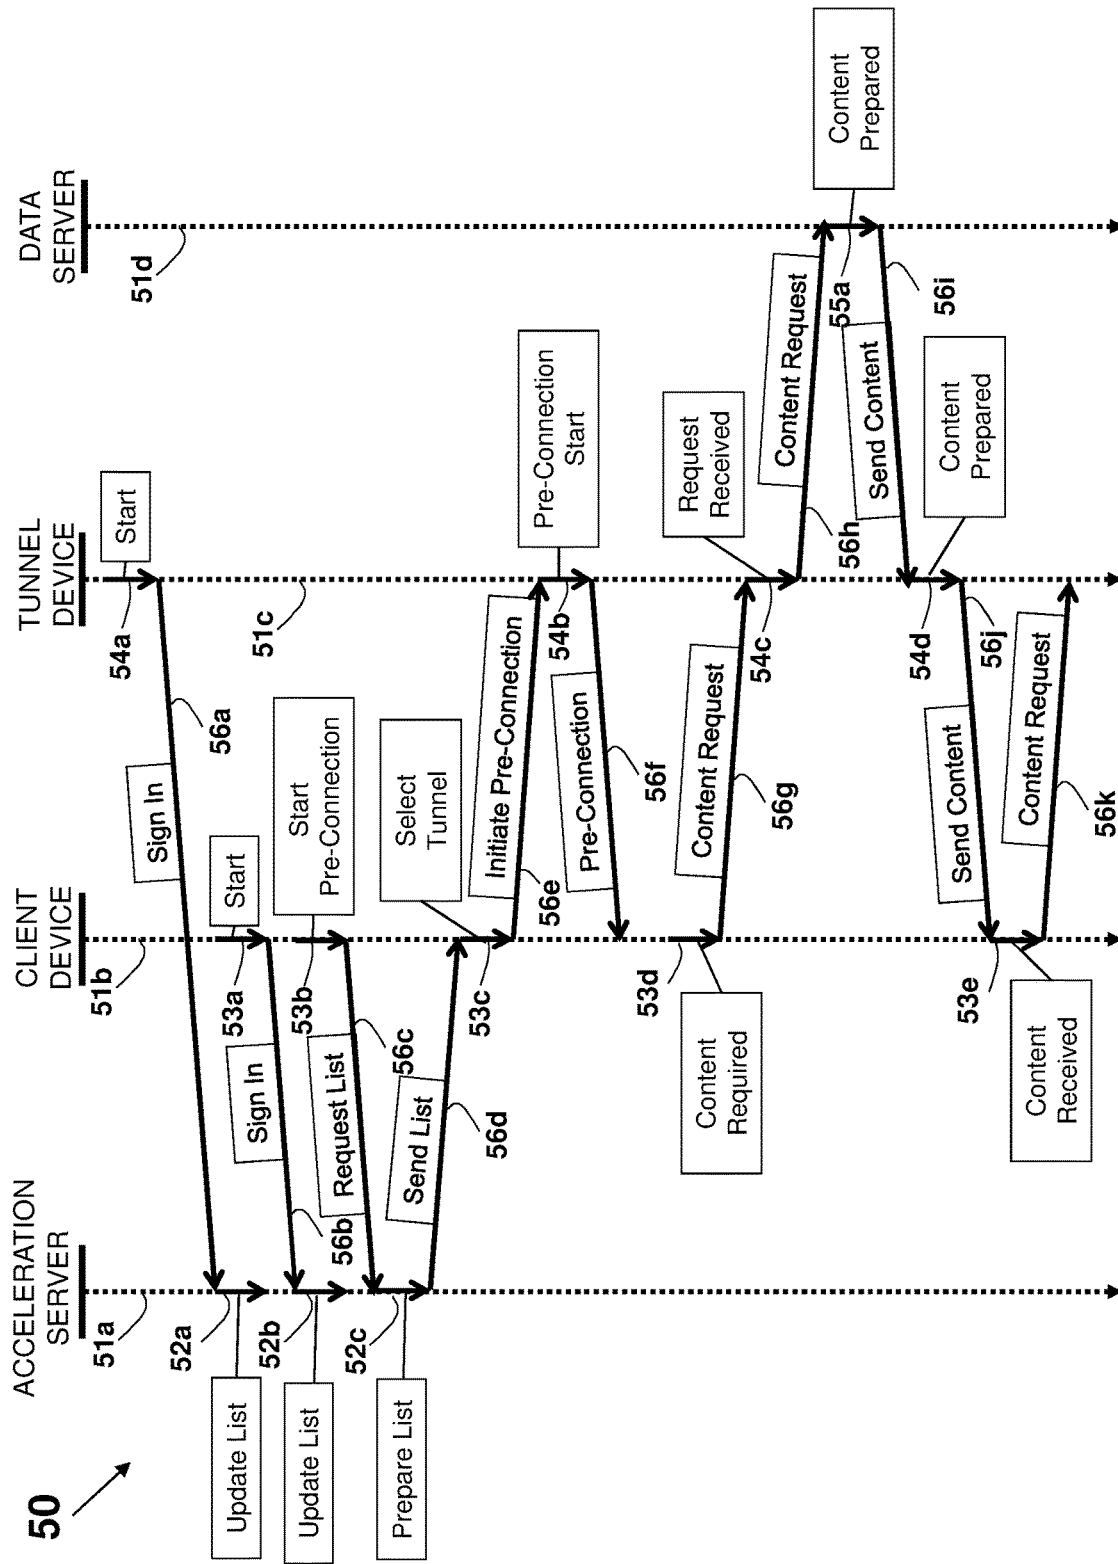 50
ACCELERATION
SERVER
CLIENT
DEVICE
TUNNEL
DEVICE
DATA
SERVER
51a
51b
51c
51d
54a
Start
56a
Sign In
52a
Update List
53a
Start
Sign In
56b
52b
Update List
53b
Start
Pre-Connection
56c
Request List
52c
Prepare List
Send List
56d
53c
Select
Tunnel
Initiate Pre-Connection
56e
54b
Pre-Connection
Start
Pre-Connection
56f
53d
Content
Required
Content Request
56g
54c
Request
Received
Content Request
56h
55a
Content
Prepared
Send Content
56i
54d
Content
Prepared
56j
Send Content
53e
Content
Received
Content Request
56k